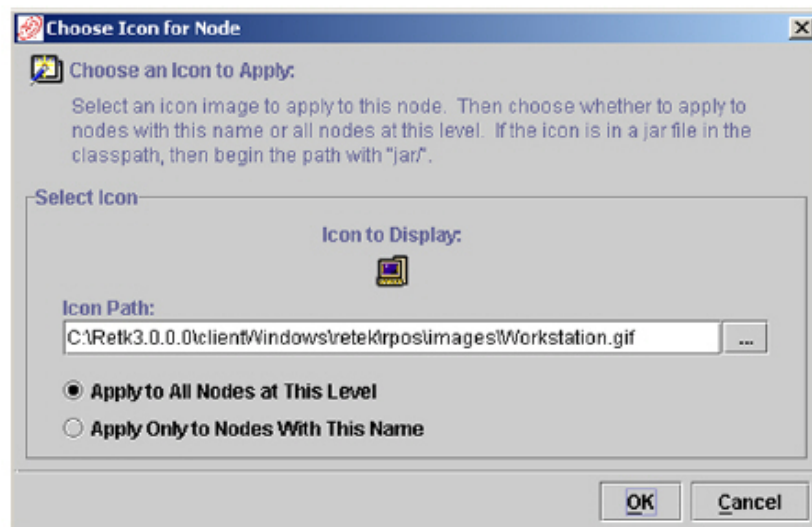 Choose Icon for Node
Choose an Icon to Apply:
Select an icon image to apply to this node. Then choose whether to apply to
nodes with this name or all nodes at this level. If the icon is in a jar file in the
classpath, then begin the path with "jar/".
Select Icon
Icon to Display:
Icon Path:
C:\Retk3.0.0.0\clientWindows\retek\rpos\images\Workstation.gif
...
Apply to All Nodes at This Level
Apply Only to Nodes With This Name
OK
Cancel